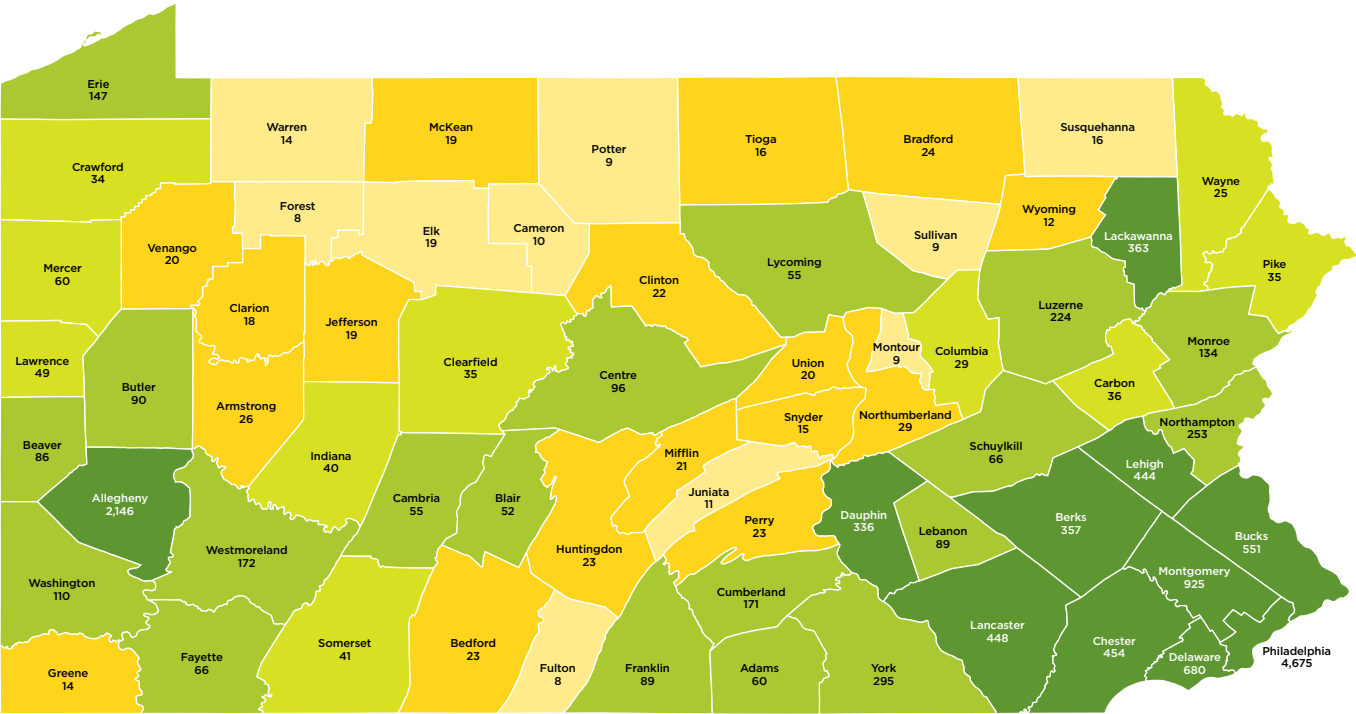 Erie
147
Warren
14
McKean
19
Potter
9
Tioga
16
Bradford
24
Susquehanna
16
Crawford
34
Wayne
25
Forest
8
Elk
19
Cameron
10
Wyoming
12
Venango
20
Sullivan
9
Lackawanna
363
Mercer
60
Clinton
22
Lycoming
55
Pike
35
Clarion
18
Jefferson
19
Luzerne
224
Lawrence
49
Butler
90
Clearfield
35
Centre
96
Union
20
Montour
9
Columbia
29
Monroe
134
Carbon
36
Armstrong
26
Snyder
15
Northumberland
29
Northampton
253
Beaver
86
Indiana
40
Mifflin
21
Schuylkill
66
Lehigh
444
Allegheny
2,146
Cambria
55
Blair
52
Juniata
11
Perry
23
Dauphin
336
Lebanon
89
Berks
357
Bucks
551
Westmoreland
172
Huntingdon
23
Washington
110
Cumberland
171
Montgomery
925
Lancaster
448
Chester
454
Somerset
41
Bedford
23
Fayette
66
Greene
14
Fulton
8
Franklin
89
Adams
60
York
295
Delaware
680
Philadelphia
4,675